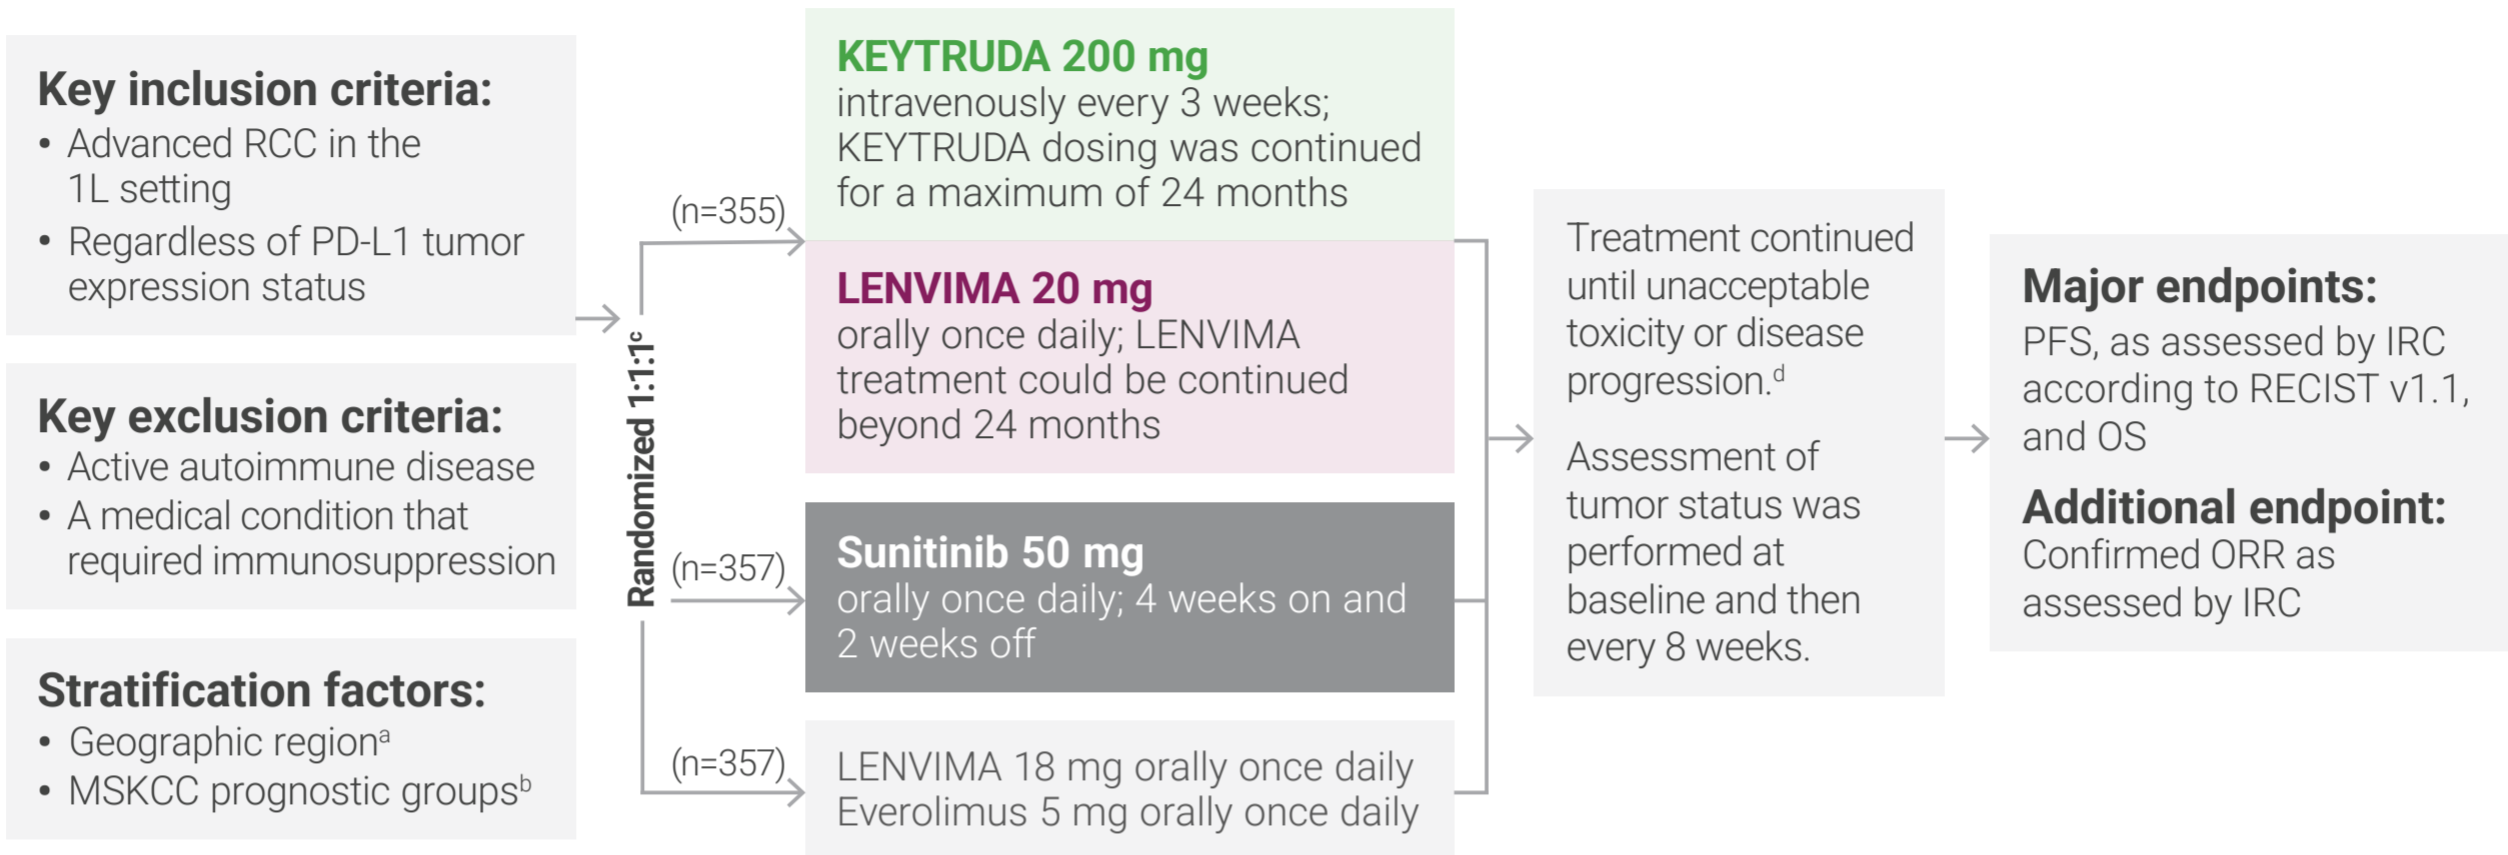 Key inclusion criteria:
• Advanced RCC in the
1L setting
• Regardless of PD-L1 tumor
expression status
Key exclusion criteria:
• Active autoimmune disease
• A medical condition that
required immunosuppression
Stratification factors:
• Geographic regionᵃ
• MSKCC prognostic groupsᵇ
Randomized 1:1:1ᶜ
(n=355)
KEYTRUDA 200 mg
intravenously every 3 weeks;
KEYTRUDA dosing was continued
for a maximum of 24 months
LENVIMA 20 mg
orally once daily; LENVIMA
treatment could be continued
beyond 24 months
(n=357)
Sunitinib 50 mg
orally once daily; 4 weeks on and
2 weeks off
(n=357)
LENVIMA 18 mg orally once daily
Everolimus 5 mg orally once daily
Treatment continued
until unacceptable
toxicity or disease
progression.ᵈ
Assessment of
tumor status was
performed at
baseline and then
every 8 weeks.
Major endpoints:
PFS, as assessed by IRC
according to RECIST v1.1,
and OS
Additional endpoint:
Confirmed ORR as
assessed by IRC